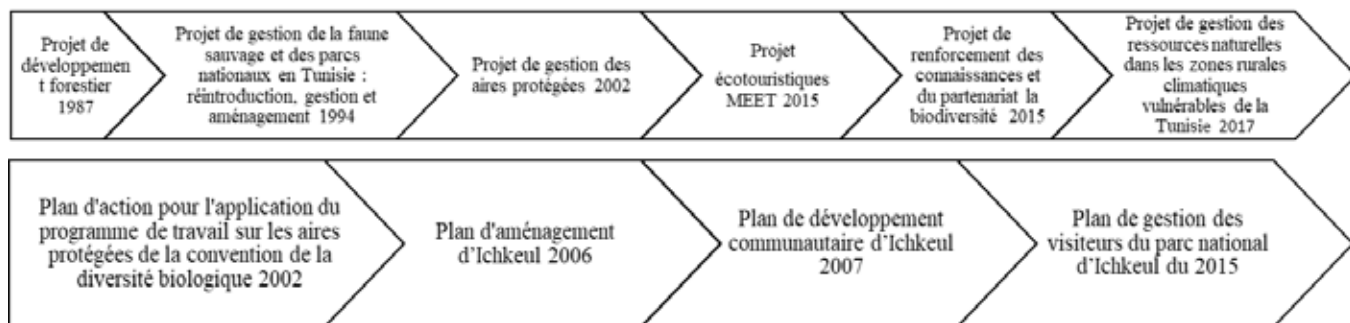 Projet de
développemen
t forestier
1987
Projet de gestion de la faune
sauvage et des parcs
nationaux en Tunisie :
réintroduction, gestion et
aménagement 1994
Projet de gestion des
aires protégées 2002
Projet
écotouristiques
MEET 2015
Projet de
renforcement des
connaissances et
du partenariat la
biodiversité 2015
Projet de gestion des
ressources naturelles
dans les zones rurales
climatiques
vulnérables de la
Tunisie 2017
Plan d'action pour l'application du
programme de travail sur les aires
protégées de la convention de la
diversité biologique 2002
Plan d'aménagement
d'Ichkeul 2006
Plan de développement
communautaire d'Ichkeul
2007
Plan de gestion des
visiteurs du parc national
d'Ichkeul du 2015